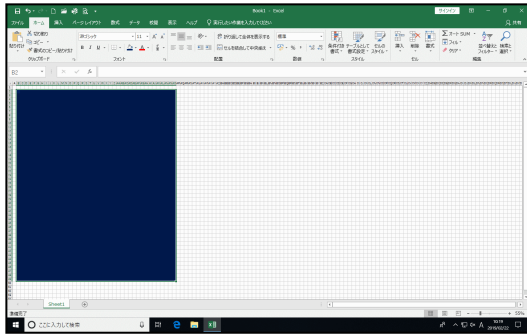 Book1 - Excel
サインイン
ファイル ホーム 挿入 ページ レイアウト 数式 データ 校閲 表示 ヘルプ 実行したい作業を入力してください 共有
切り取り
コピー
書式のコピー/貼り付け
貼り付け
游ゴシック 11
B I U
折り返して全体を表示する
セルを結合して中央揃え
標準
条件付き書式 テーブルとして書式設定 セルのスタイル
挿入 削除 書式
オート SUM
フィル
クリア
並べ替えとフィルター 検索と選択
クリップボード フォント 配置 数値 スタイル セル 編集
B2
Sheet1
準備完了
55%
ここに入力して検索
10:19
2019/02/22